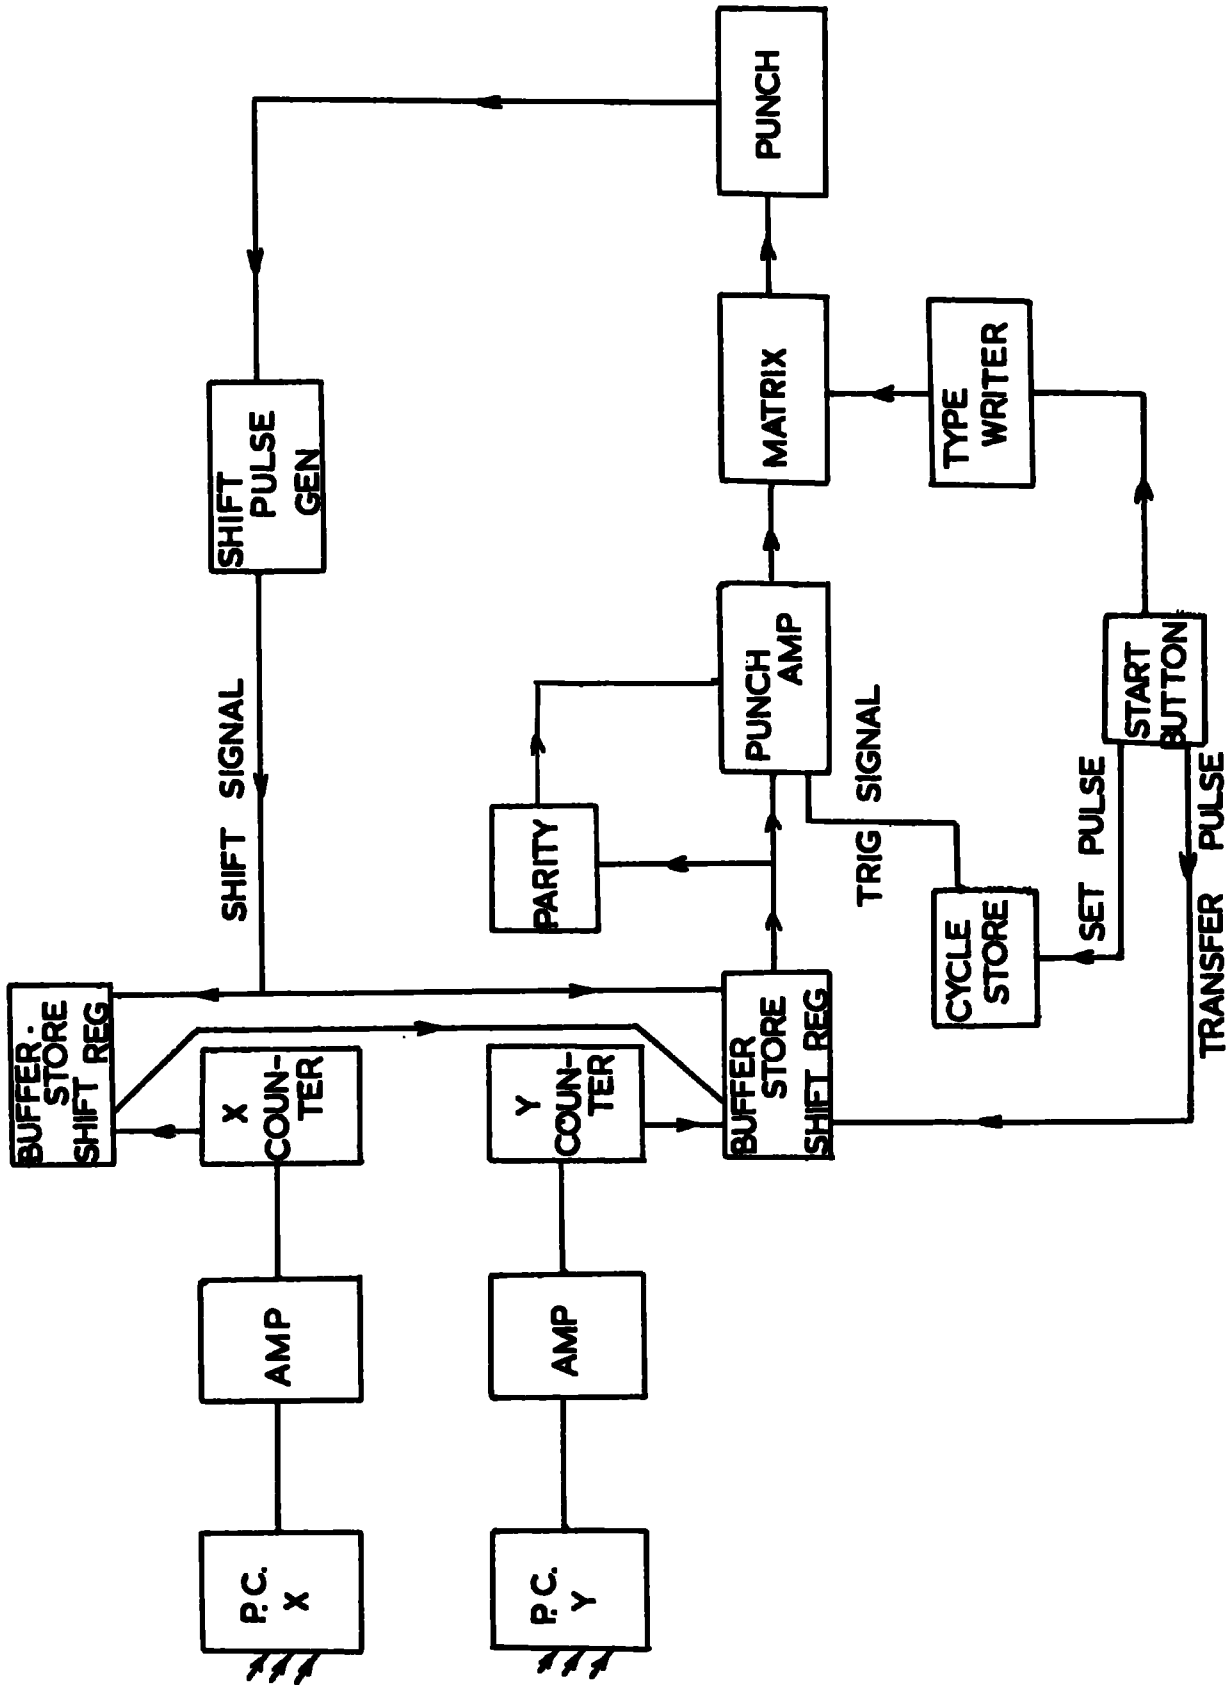 BUFFER-
STORE
SHIFT REG
SHIFT SIGNAL
SHIFT
PULSE
GEN
P.C.
X
AMP
X
COUN-
TER
P.C.
Y
AMP
Y
COUN-
TER
PARITY
BUFFER
STORE
SHIFT REG
PUNCH
AMP
MATRIX
PUNCH
TRIG SIGNAL
CYCLE
STORE
TYPE
WRITER
SET PULSE
START
BUTTON
TRANSFER PULSE